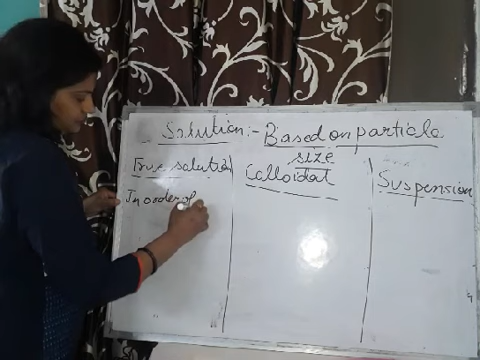 Solution:- Based on particle
size
True solution
Colloidal
Suspension
In order of